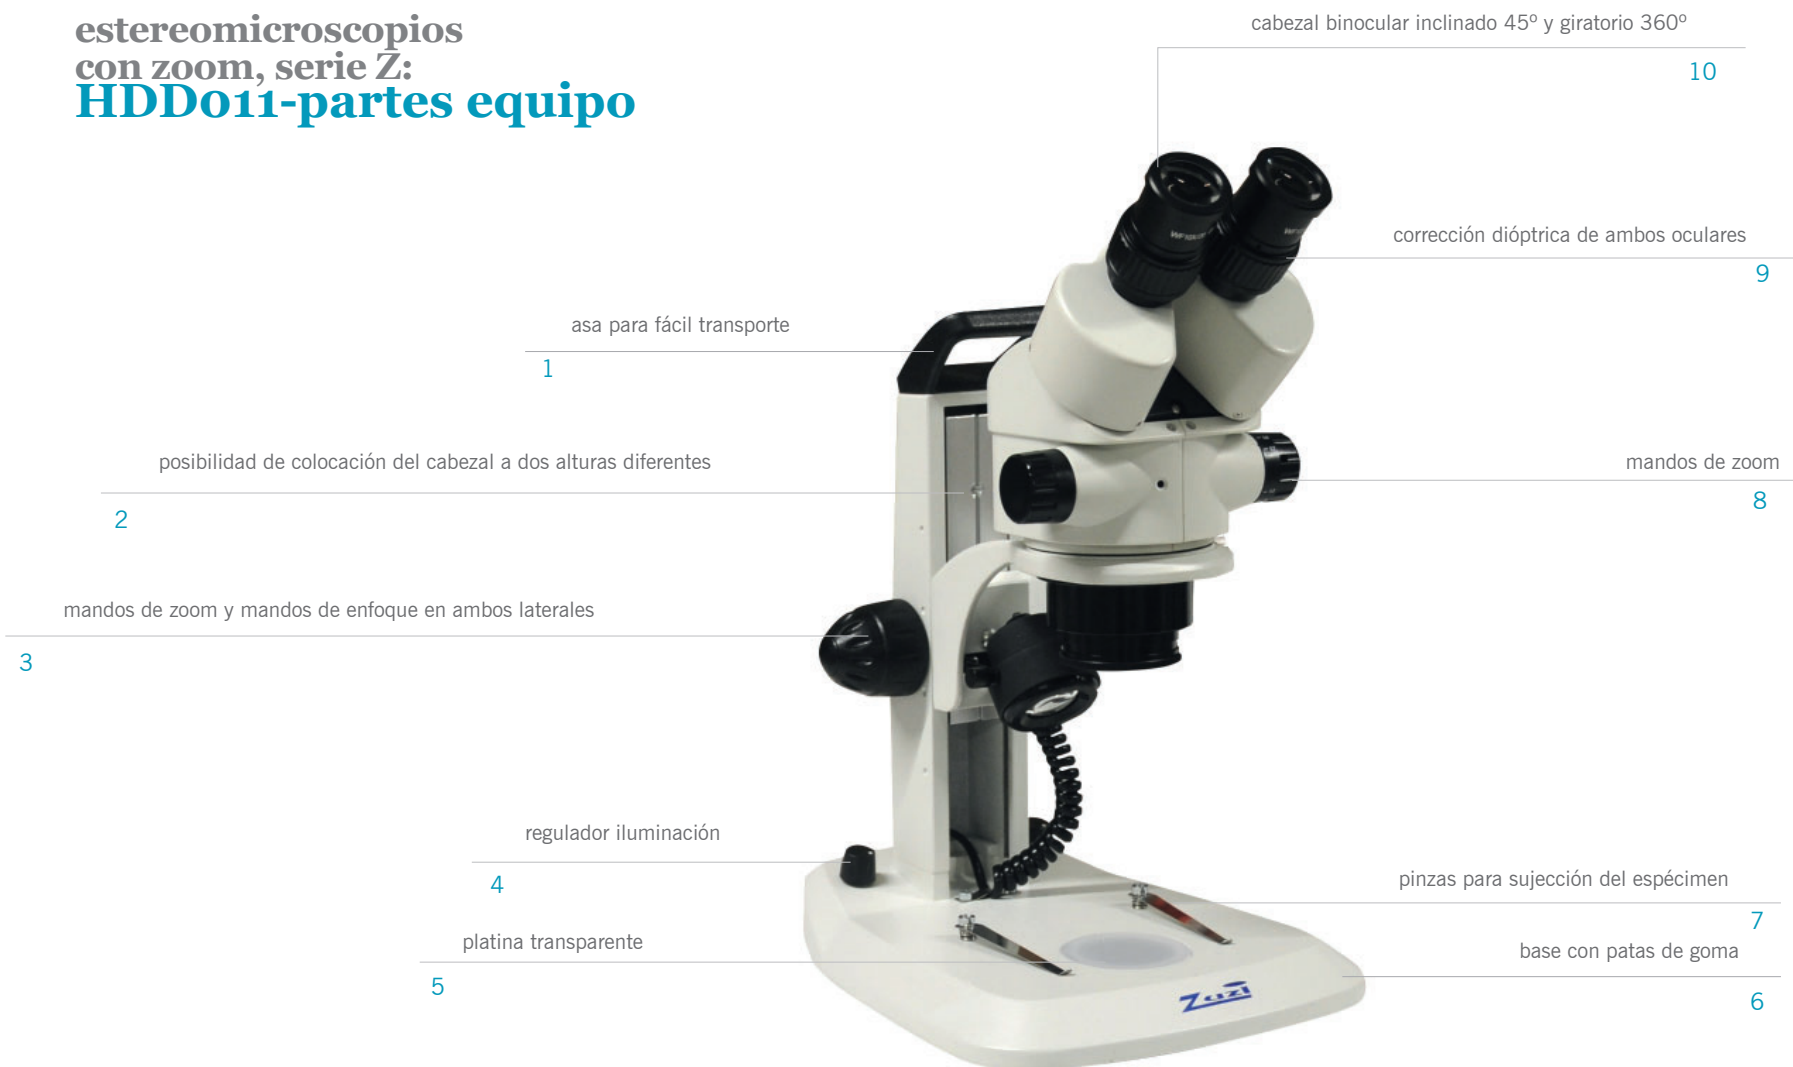 estereomicroscopios
con zoom, serie Z:
HDD011-partes equipo
cabezal binocular inclinado 45º y giratorio 360º
10
corrección dióptrica de ambos oculares
9
asa para fácil transporte
1
posibilidad de colocación del cabezal a dos alturas diferentes
2
mandos de zoom
8
mandos de zoom y mandos de enfoque en ambos laterales
3
regulador iluminación
4
pinzas para sujección del espécimen
7
platina transparente
5
base con patas de goma
6
Zuzi